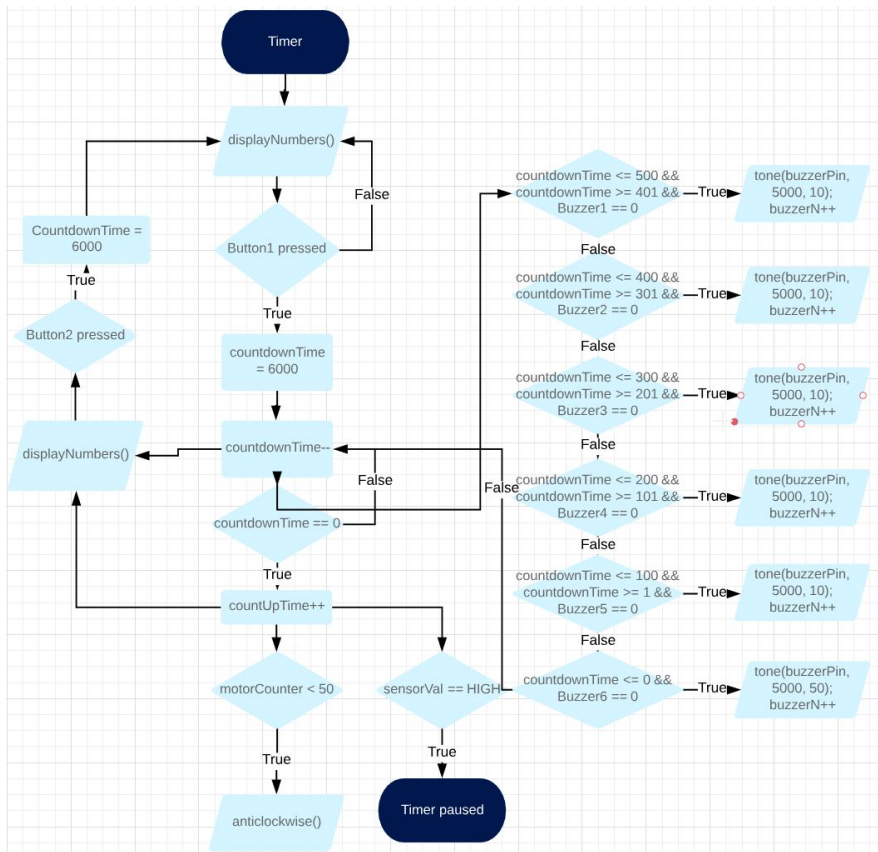 Timer
displayNumbers()
False
Button1 pressed
True
countdownTime
= 6000
countdownTime--
False
countdownTime == 0
True
countUpTime++
motorCounter < 50
True
anticlockwise()
sensorVal == HIGH
True
Timer paused
CountdownTime =
6000
True
Button2 pressed
displayNumbers()
countdownTime <= 500 &&
countdownTime >= 401 &&
Buzzer1 == 0
True
tone(buzzerPin,
5000, 10);
buzzerN++
False
countdownTime <= 400 &&
countdownTime >= 301 &&
Buzzer2 == 0
True
tone(buzzerPin,
5000, 10);
buzzerN++
False
countdownTime <= 300 &&
countdownTime >= 201 &&
Buzzer3 == 0
True
tone(buzzerPin,
5000, 10);
buzzerN++
False
countdownTime <= 200 &&
countdownTime >= 101 &&
Buzzer4 == 0
True
tone(buzzerPin,
5000, 10);
buzzerN++
False
countdownTime <= 100 &&
countdownTime >= 1 &&
Buzzer5 == 0
True
tone(buzzerPin,
5000, 10);
buzzerN++
False
countdownTime <= 0 &&
Buzzer6 == 0
True
tone(buzzerPin,
5000, 50);
buzzerN++
False